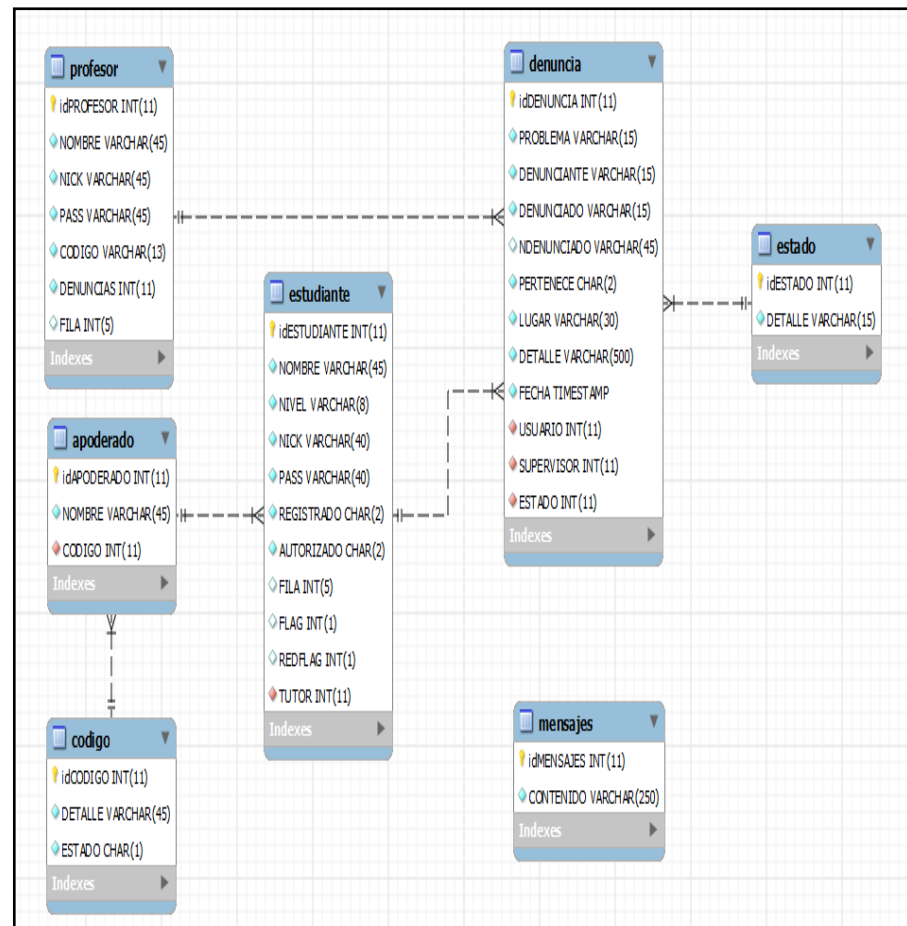 profesor
idPROFESOR INT(11)
NOMBRE VARCHAR(45)
NICK VARCHAR(45)
PASS VARCHAR(45)
CODIGO VARCHAR(13)
DENUNCIAS INT(11)
FILA INT(5)
Indexes
apoderado
idAPODERADO INT(11)
NOMBRE VARCHAR(45)
CODIGO INT(11)
Indexes
codigo
idCODIGO INT(11)
DETALLE VARCHAR(45)
ESTADO CHAR(1)
Indexes
estudiante
idESTUDIANTE INT(11)
NOMBRE VARCHAR(45)
NIVEL VARCHAR(8)
NICK VARCHAR(40)
PASS VARCHAR(40)
REGISTRADO CHAR(2)
AUTORIZADO CHAR(2)
FILA INT(5)
FLAG INT(1)
REDFLAG INT(1)
TUTOR INT(11)
Indexes
denuncia
idDENUNCIA INT(11)
PROBLEMA VARCHAR(15)
DENUNCIANTE VARCHAR(15)
DENUNCIADO VARCHAR(15)
NDENUNCIADO VARCHAR(45)
PERTENECE CHAR(2)
LUGAR VARCHAR(30)
DETALLE VARCHAR(500)
FECHA TIMESTAMP
USUARIO INT(11)
SUPERVISOR INT(11)
ESTADO INT(11)
Indexes
estado
idESTADO INT(11)
DETALLE VARCHAR(15)
Indexes
mensajes
idMENSAJES INT(11)
CONTENIDO VARCHAR(250)
Indexes